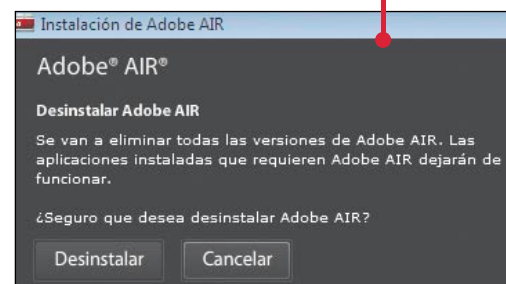 Instalación de Adobe AIR
Adobe® AIR®
Desinstalar Adobe AIR
Se van a eliminar todas las versiones de Adobe AIR. Las
aplicaciones instaladas que requieren Adobe AIR dejarán de
funcionar.
¿Seguro que desea desinstalar Adobe AIR?
Desinstalar Cancelar